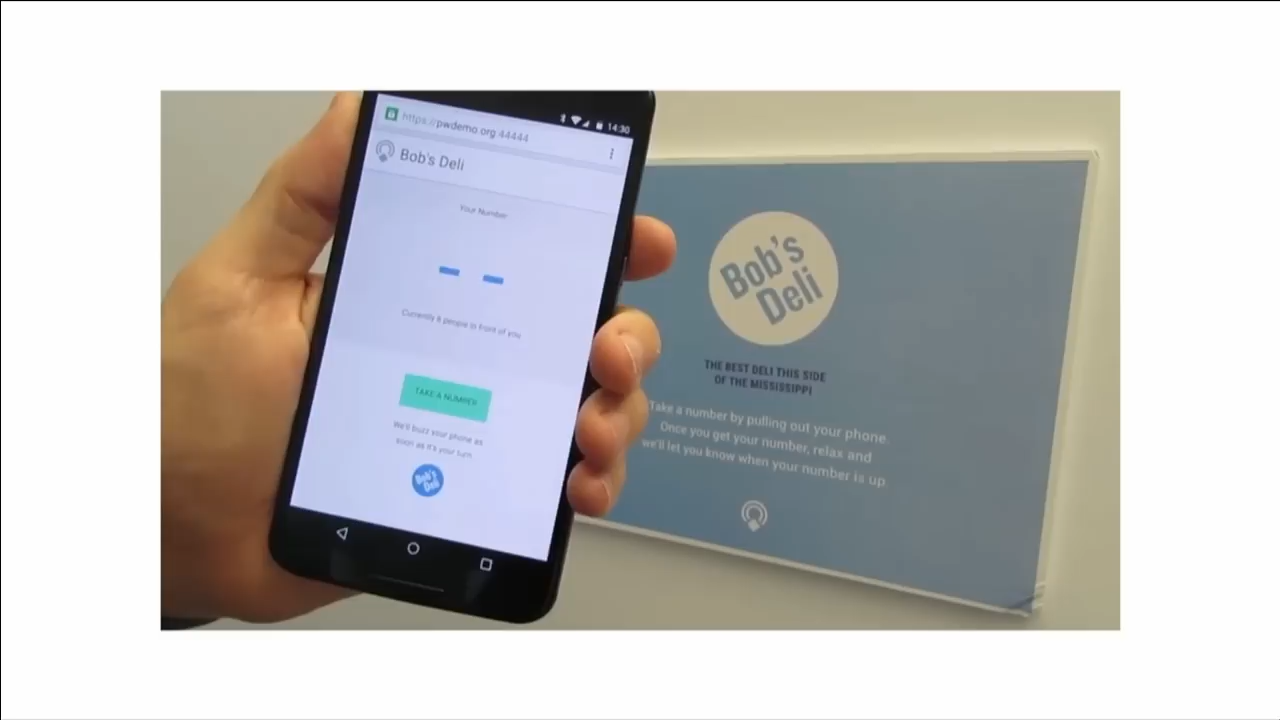 14:30
https://pwdemo.org:44444
Bob's Deli
Your Number
Currently 8 people in front of you
TAKE A NUMBER
We'll buzz your phone as
soon as it's your turn
Bob's
Deli
Bob's
Deli
THE BEST DELI THIS SIDE
OF THE MISSISSIPPI
Take a number by pulling out your phone.
Once you get your number, relax and
we'll let you know when your number is up.